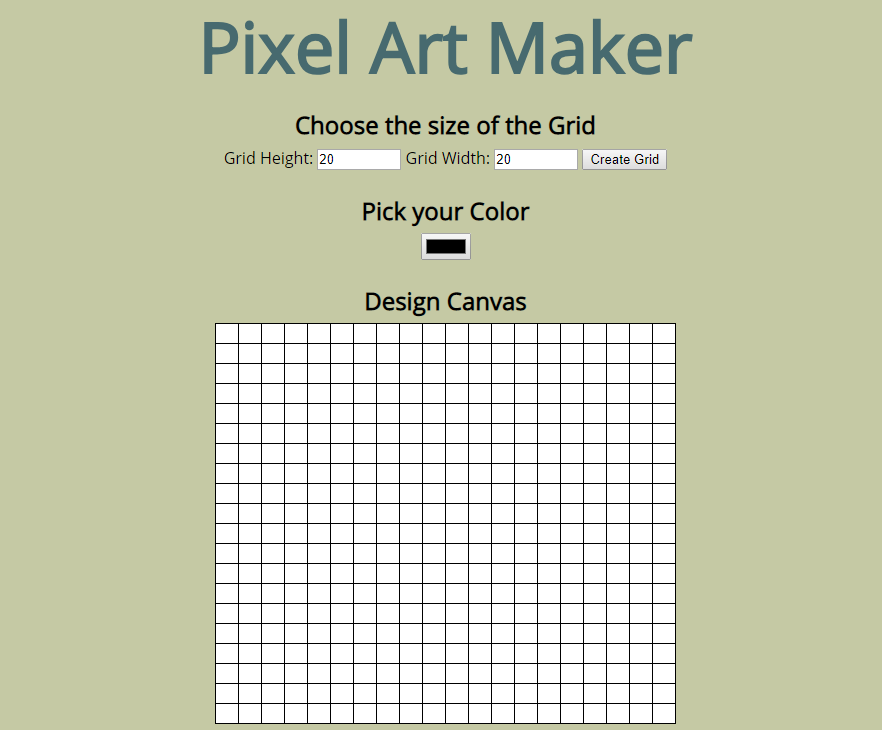 Pixel Art Maker
Choose the size of the Grid
Grid Height: 20 Grid Width: 20 Create Grid
Pick your Color
Design Canvas